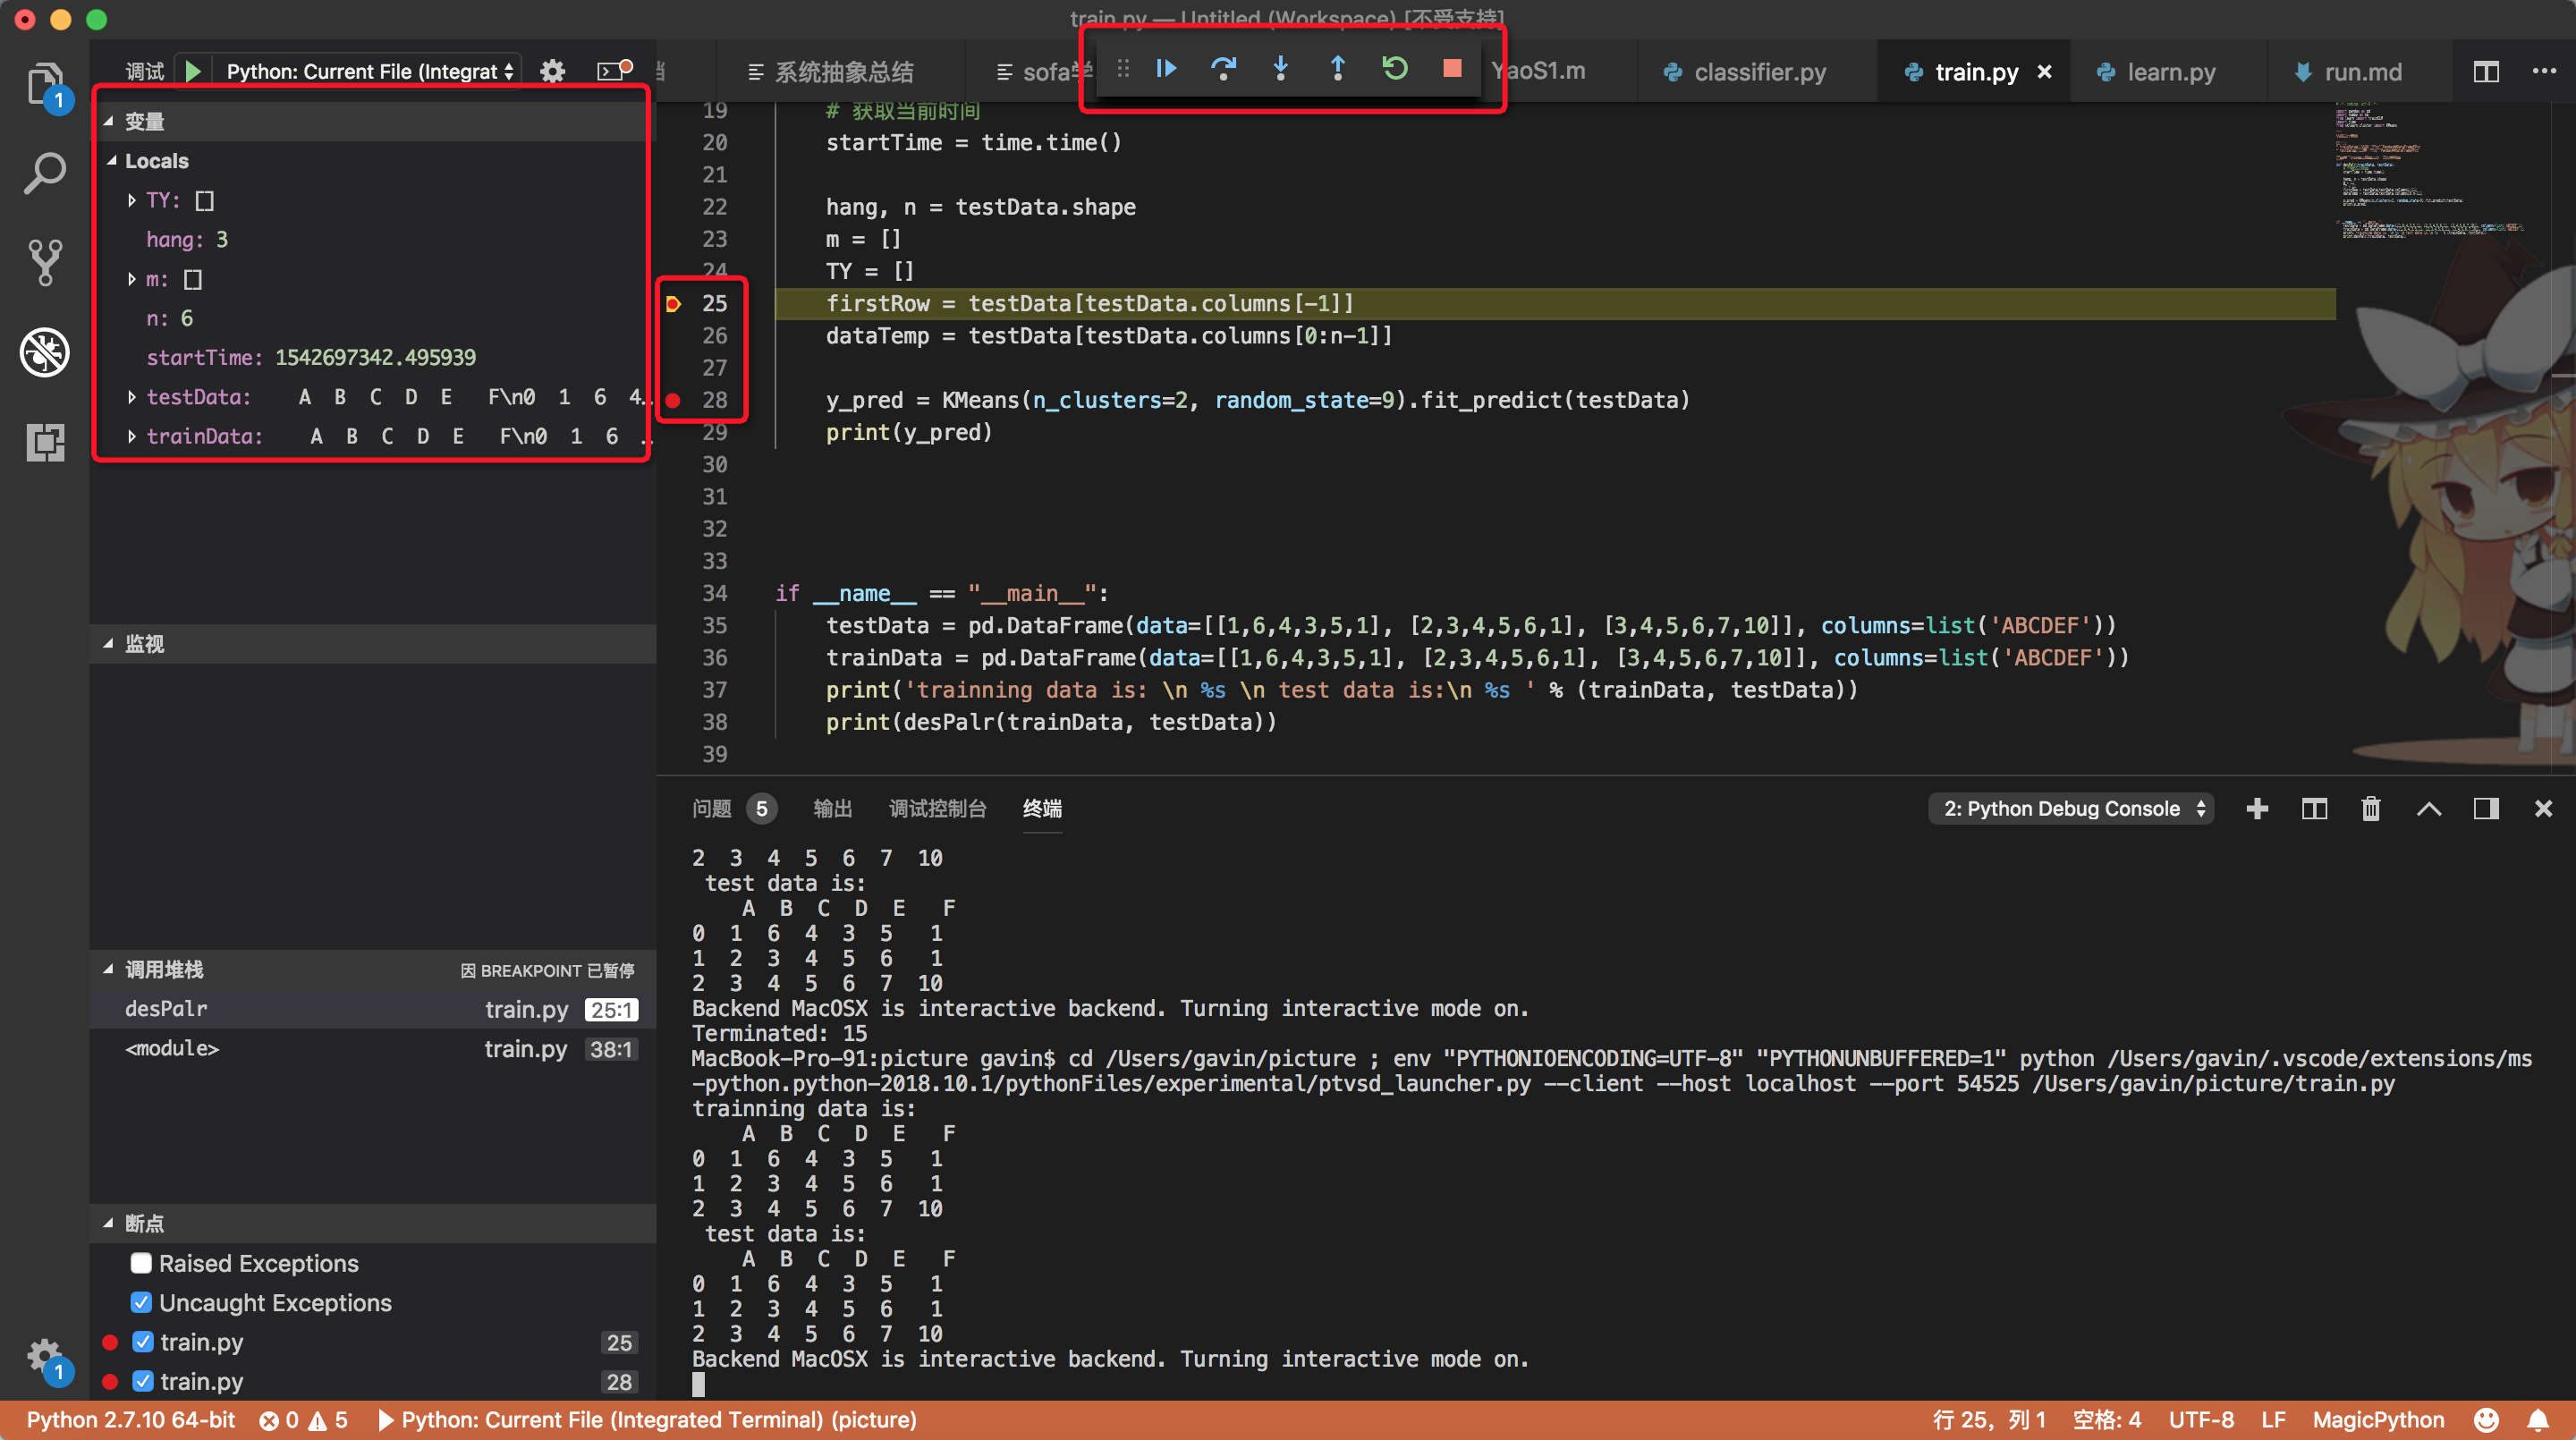 train.py — Untitled (Workspace) [不受支持]
调试 Python: Current File (Integrat
系统抽象总结 sofa学 YaoS1.m classifier.py train.py learn.py run.md
1
变量
Locals
TY: []
hang: 3
m: []
n: 6
startTime: 1542697342.495939
testData: A B C D E F\n0 1 6 4…
trainData: A B C D E F\n0 1 6 …
监视
调用堆栈 因 BREAKPOINT 已暂停
desPalr train.py 25:1
<module> train.py 38:1
断点
Raised Exceptions
Uncaught Exceptions
train.py 25
train.py 28
1
19 # 获取当前时间
20 startTime = time.time()
21
22 hang, n = testData.shape
23 m = []
24 TY = []
25 firstRow = testData[testData.columns[-1]]
26 dataTemp = testData[testData.columns[0:n-1]]
27
28 y_pred = KMeans(n_clusters=2, random_state=9).fit_predict(testData)
29 print(y_pred)
30
31
32
33
34 if __name__ == "__main__":
35 testData = pd.DataFrame(data=[[1,6,4,3,5,1], [2,3,4,5,6,1], [3,4,5,6,7,10]], columns=list('ABCDEF'))
36 trainData = pd.DataFrame(data=[[1,6,4,3,5,1], [2,3,4,5,6,1], [3,4,5,6,7,10]], columns=list('ABCDEF'))
37 print('trainning data is: \n %s \n test data is:\n %s ' % (trainData, testData))
38 print(desPalr(trainData, testData))
39
问题 5 输出 调试控制台 终端 2: Python Debug Console
2 3 4 5 6 7 10
test data is:
A B C D E F
0 1 6 4 3 5 1
1 2 3 4 5 6 1
2 3 4 5 6 7 10
Backend MacOSX is interactive backend. Turning interactive mode on.
Terminated: 15
MacBook-Pro-91:picture gavin$ cd /Users/gavin/picture ; env "PYTHONIOENCODING=UTF-8" "PYTHONUNBUFFERED=1" python /Users/gavin/.vscode/extensions/ms
-python.python-2018.10.1/pythonFiles/experimental/ptvsd_launcher.py --client --host localhost --port 54525 /Users/gavin/picture/train.py
trainning data is:
A B C D E F
0 1 6 4 3 5 1
1 2 3 4 5 6 1
2 3 4 5 6 7 10
test data is:
A B C D E F
0 1 6 4 3 5 1
1 2 3 4 5 6 1
2 3 4 5 6 7 10
Backend MacOSX is interactive backend. Turning interactive mode on.
Python 2.7.10 64-bit 0 5 Python: Current File (Integrated Terminal) (picture) 行 25，列 1 空格: 4 UTF-8 LF MagicPython